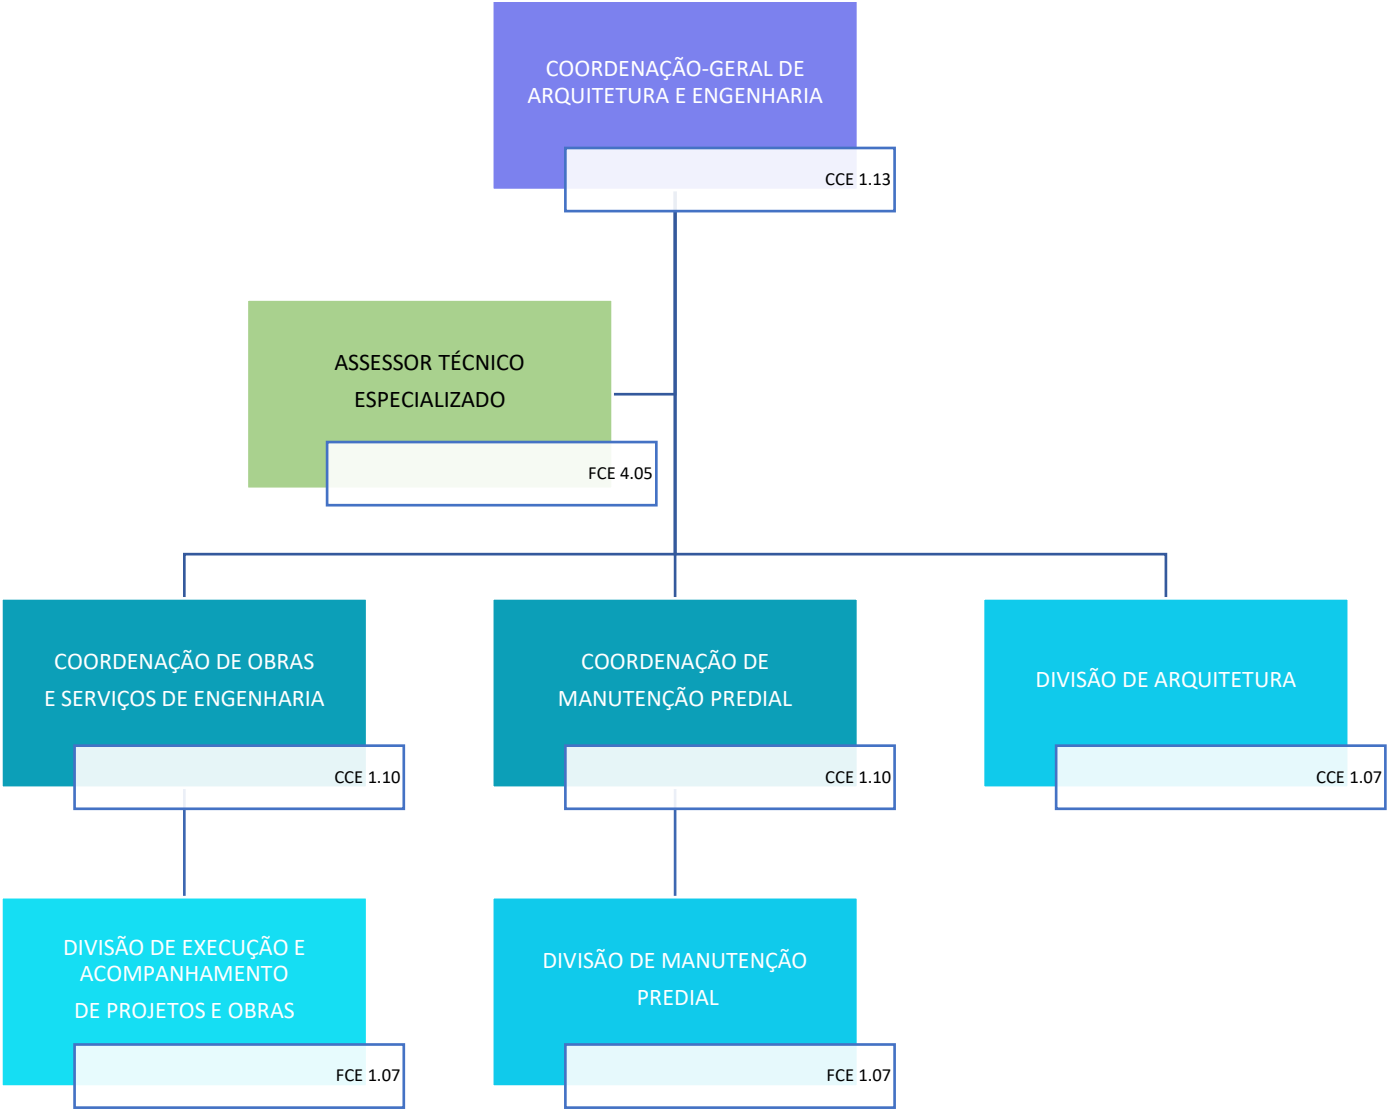 COORDENAÇÃO-GERAL DE
ARQUITETURA E ENGENHARIA
CCE 1.13
ASSESSOR TÉCNICO
ESPECIALIZADO
FCE 4.05
COORDENAÇÃO DE OBRAS
E SERVIÇOS DE ENGENHARIA
CCE 1.10
COORDENAÇÃO DE
MANUTENÇÃO PREDIAL
CCE 1.10
DIVISÃO DE ARQUITETURA
CCE 1.07
DIVISÃO DE EXECUÇÃO E
ACOMPANHAMENTO
DE PROJETOS E OBRAS
FCE 1.07
DIVISÃO DE MANUTENÇÃO
PREDIAL
FCE 1.07